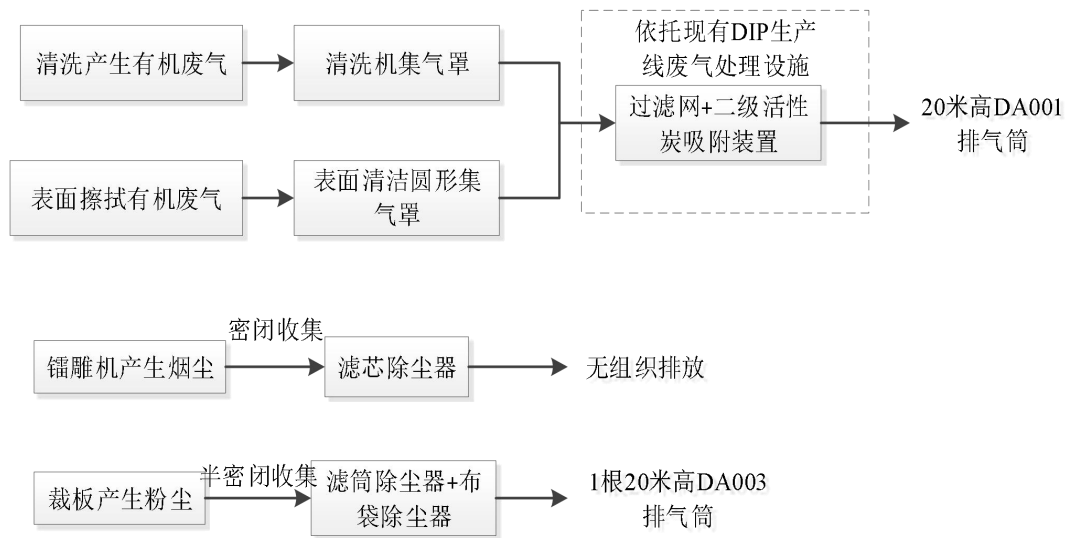 清洗产生有机废气
清洗机集气罩
依托现有DIP生产
线废气处理设施
过滤网+二级活性
炭吸附装置
20米高DA001
排气筒
表面擦拭有机废气
表面清洁圆形集
气罩
镭雕机产生烟尘
密闭收集
滤芯除尘器
无组织排放
裁板产生粉尘
半密闭收集
滤筒除尘器+布
袋除尘器
1根20米高DA003
排气筒